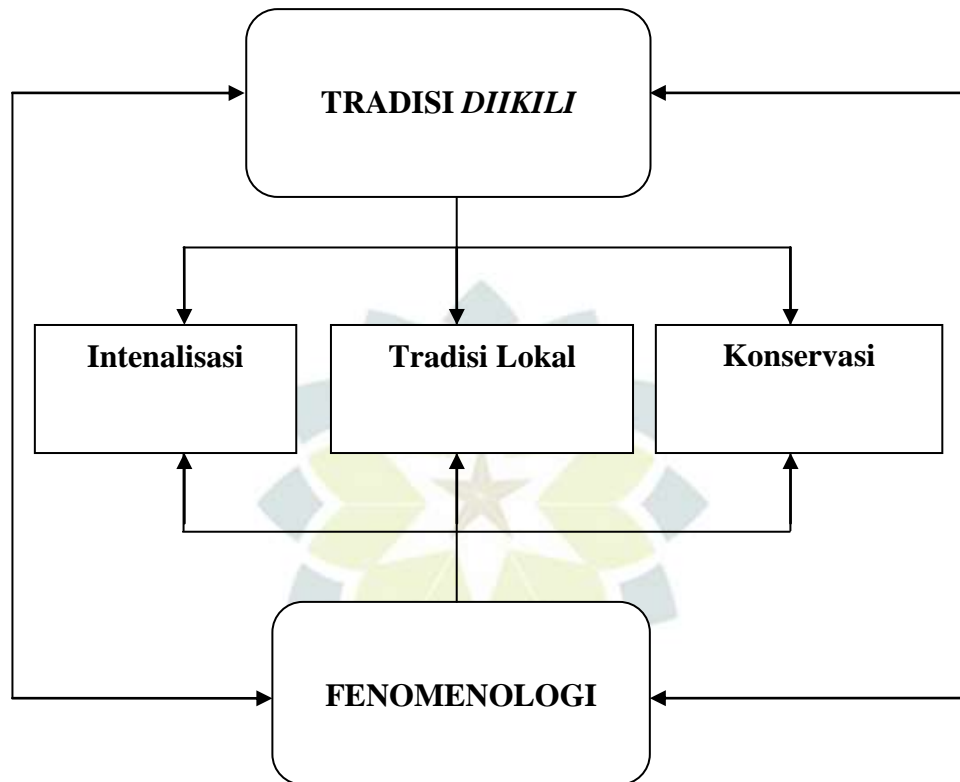 TRADISI DIIKILI
Intenalisasi
Tradisi Lokal
Konservasi
FENOMENOLOGI